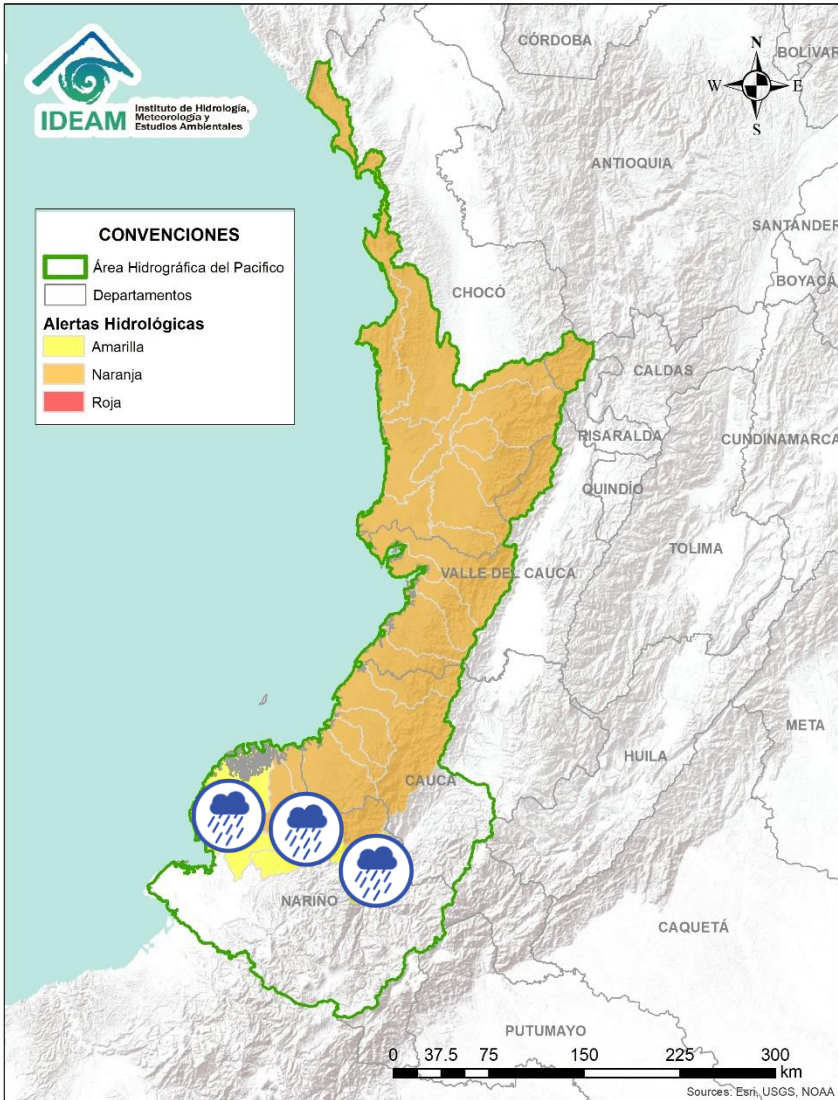 IDEAM
Instituto de Hidrología,
Meteorología y
Estudios Ambientales
N
W
E
S
CÓRDOBA
BOLÍVAR
ANTIOQUIA
SANTANDER
BOYACÁ
CHOCÓ
CALDAS
RISARALDA
CUNDINAMARCA
QUINDÍO
TOLIMA
VALLE DEL CAUCA
META
HUILA
CAUCA
NARIÑO
CAQUETÁ
PUTUMAYO
CONVENCIONES
Área Hidrográfica del Pacifico
Departamentos
Alertas Hidrológicas
Amarilla
Naranja
Roja
0 37.5 75 150 225 300
km
Sources: Esri, USGS, NOAA